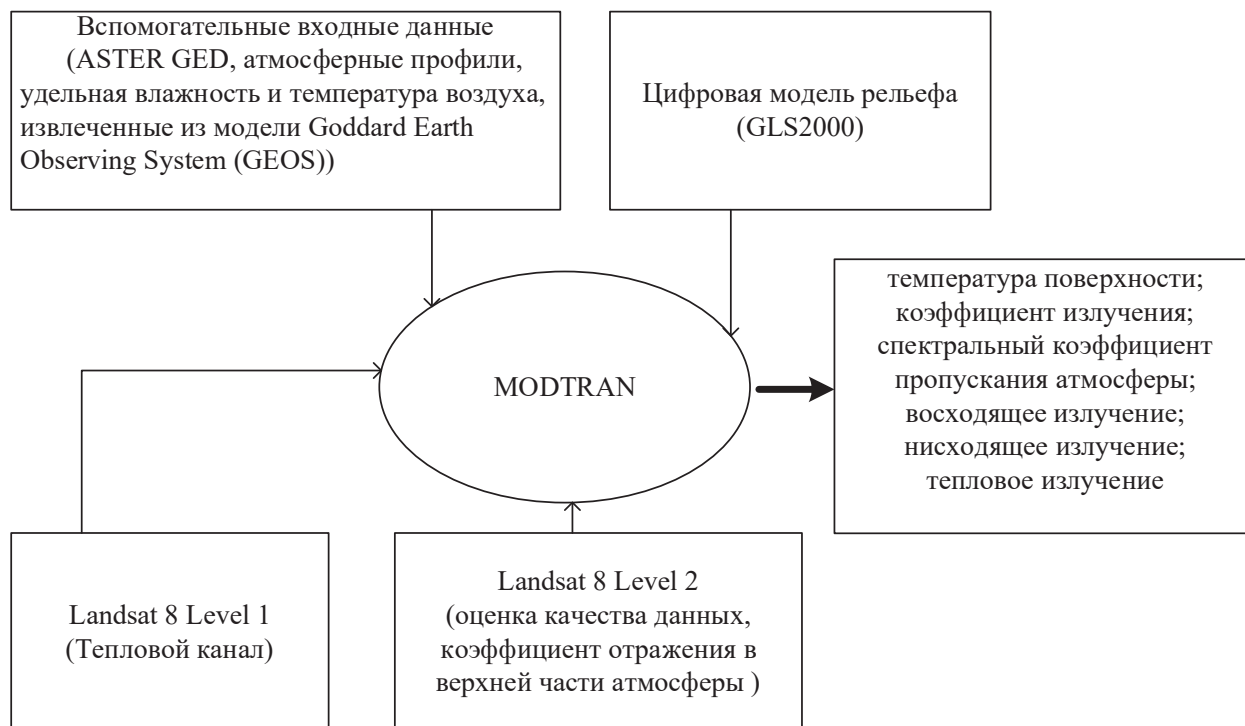 Вспомогательные входные данные
(ASTER GED, атмосферные профили,
удельная влажность и температура воздуха,
извлеченные из модели Goddard Earth
Observing System (GEOS))
Цифровая модель рельефа
(GLS2000)
MODTRAN
температура поверхности;
коэффициент излучения;
спектральный коэффициент
пропускания атмосферы;
восходящее излучение;
нисходящее излучение;
тепловое излучение
Landsat 8 Level 1
(Тепловой канал)
Landsat 8 Level 2
(оценка качества данных,
коэффициент отражения в
верхней части атмосферы )